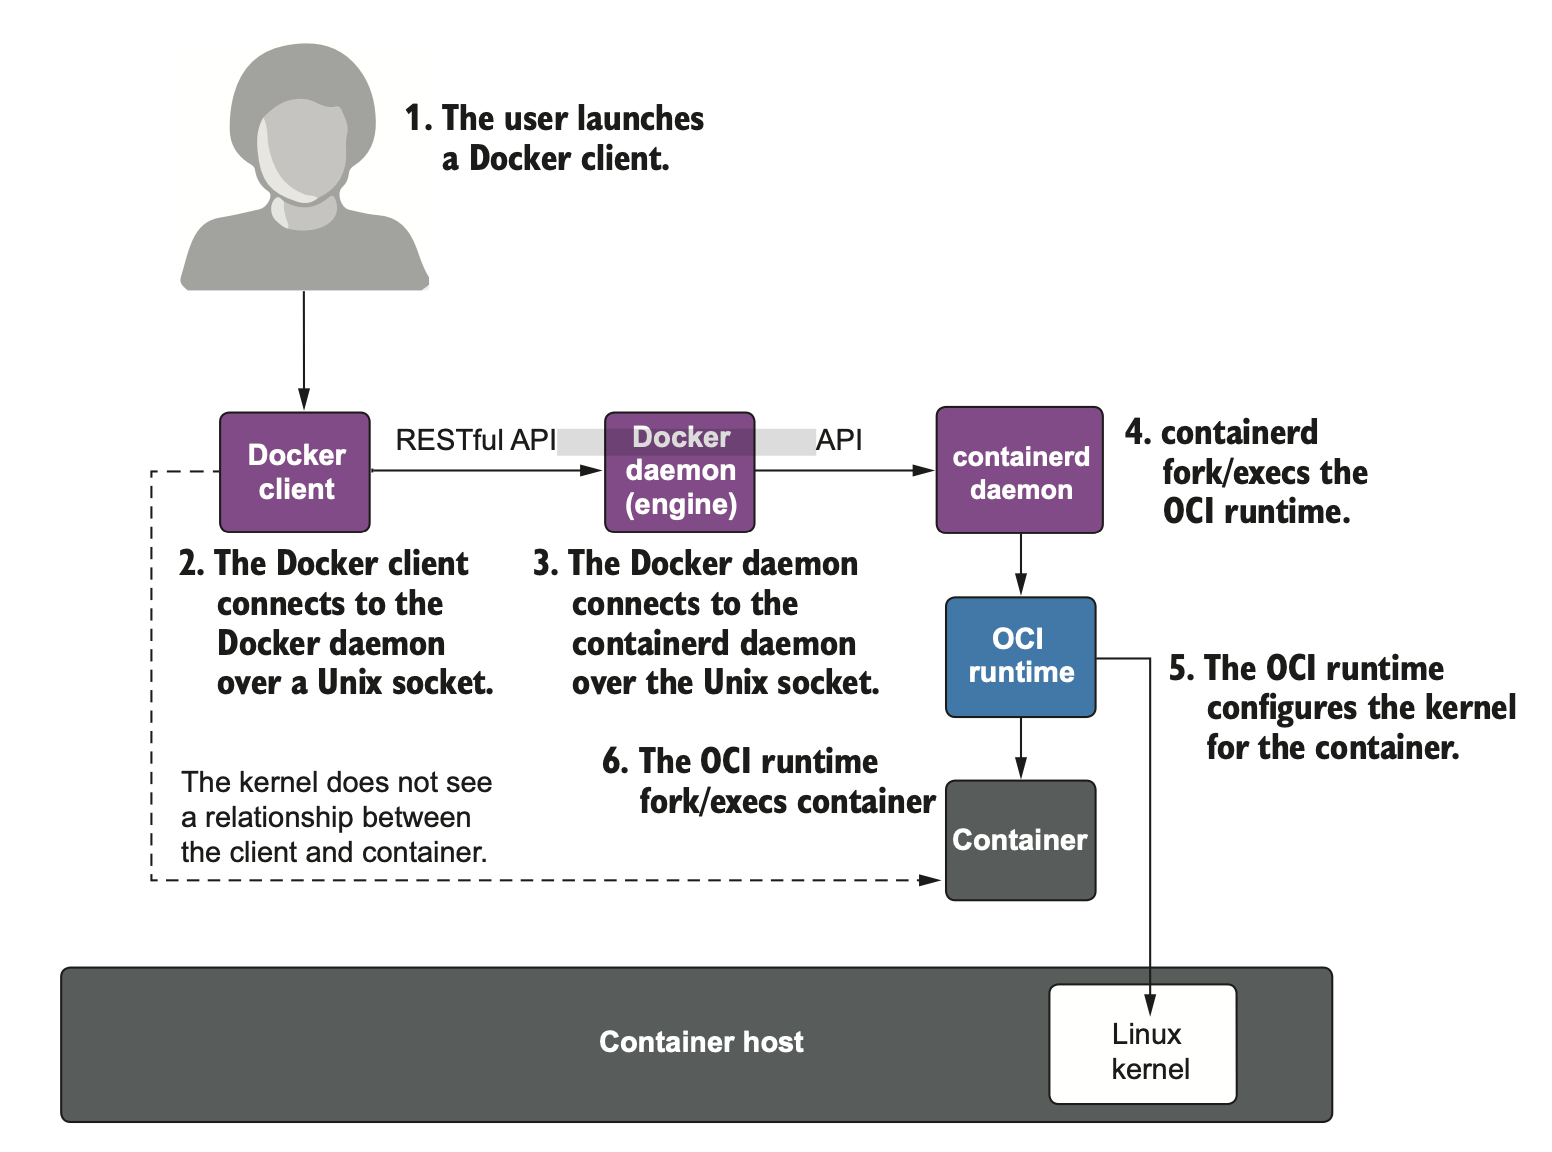 1. The user launches
a Docker client.
Docker
client
RESTful API
Docker
daemon
(engine)
API
containerd
daemon
4. containerd
fork/execs the
OCI runtime.
2. The Docker client
connects to the
Docker daemon
over a Unix socket.
3. The Docker daemon
connects to the
containerd daemon
over the Unix socket.
OCI
runtime
5. The OCI runtime
configures the kernel
for the container.
6. The OCI runtime
fork/execs container
The kernel does not see
a relationship between
the client and container.
Container
Container host
Linux
kernel